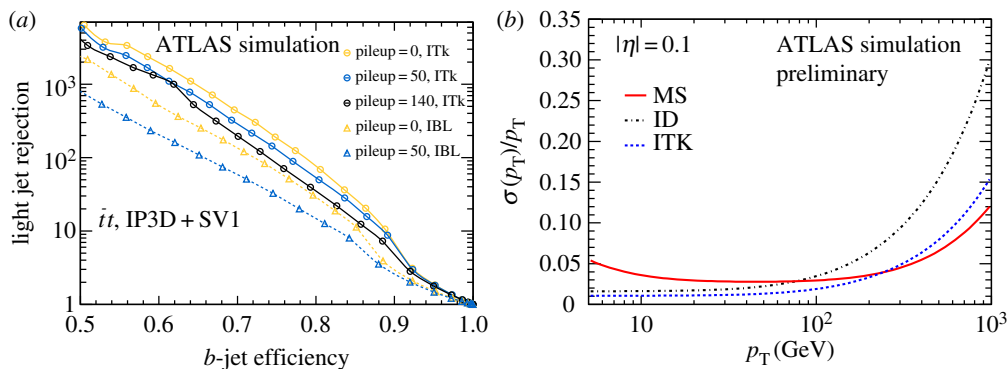 (a)
ATLAS simulation
pileup = 0, ITk
pileup = 50, ITk
pileup = 140, ITk
pileup = 0, IBL
pileup = 50, IBL
t̄t, IP3D + SV1
light jet rejection
10³
10²
10
1
0.5 0.6 0.7 0.8 0.9 1.0
b-jet efficiency
(b)
|η| = 0.1
ATLAS simulation
preliminary
MS
ID
ITK
σ(pT)/pT
0.35
0.30
0.25
0.20
0.15
0.10
0.05
0
10 10² 10³
pT (GeV)